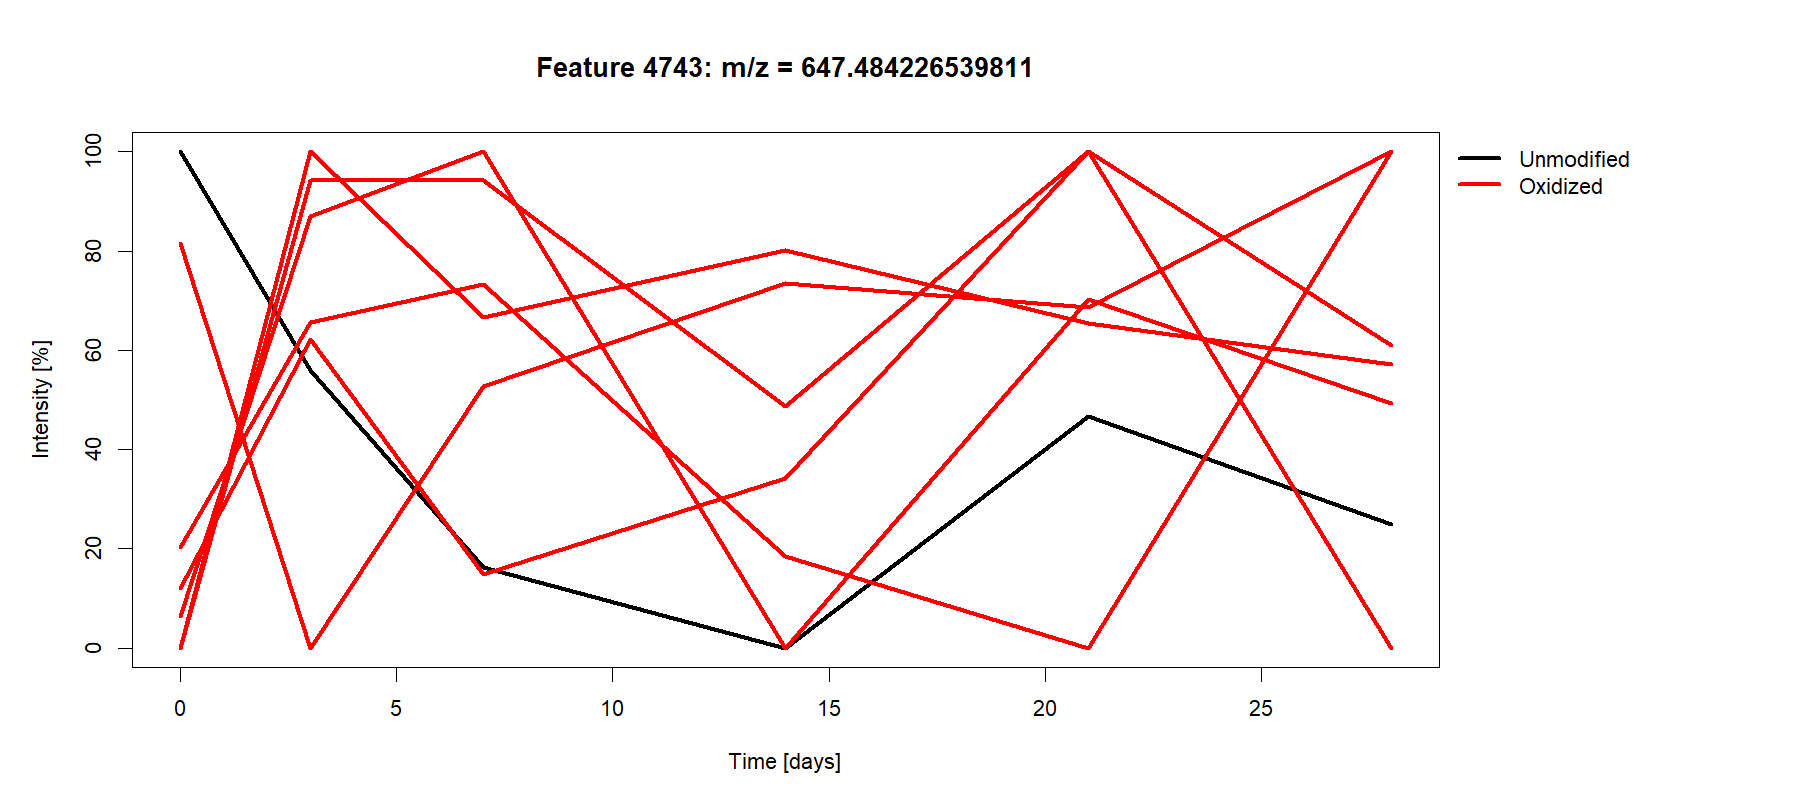 Feature 4743: m/z = 647.484226539811
Unmodified
Oxidized
Intensity [%]
100
80
60
40
20
0
0 5 10 15 20 25
Time [days]